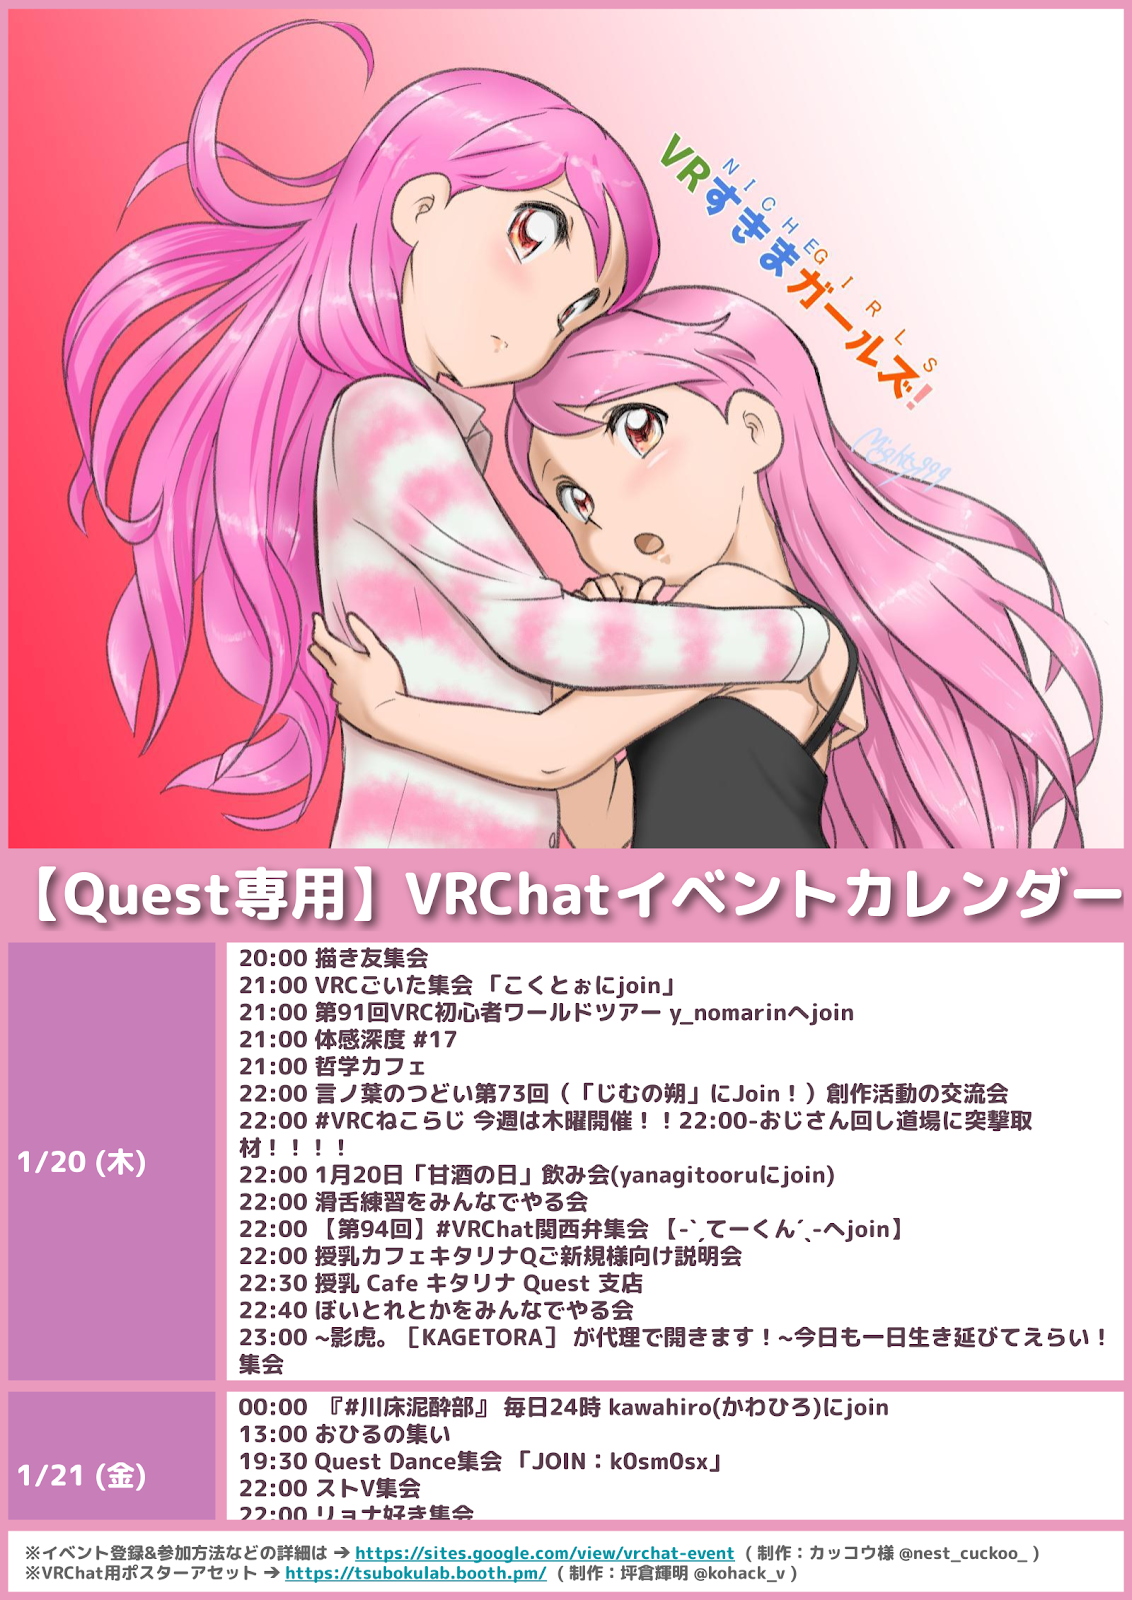 VRすきまガールズ!
NICHE GIRLS
Mighty999
【Quest専用】VRChatイベントカレンダー
1/20 (木)
20:00 描き友集会
21:00 VRCごいた集会 「こくとぉにjoin」
21:00 第91回VRC初心者ワールドツアー y_nomarinへjoin
21:00 体感深度 #17
21:00 哲学カフェ
22:00 言ノ葉のつどい第73回（「じむの朔」にJoin！）創作活動の交流会
22:00 #VRCねこらじ 今週は木曜開催！！22:00-おじさん回し道場に突撃取
材！！！！
22:00 1月20日「甘酒の日」飲み会(yanagitooruにjoin)
22:00 滑舌練習をみんなでやる会
22:00 【第94回】#VRChat関西弁集会 【-ˋˏてーくんˊˎ-へjoin】
22:00 授乳カフェキタリナQご新規様向け説明会
22:30 授乳 Cafe キタリナ Quest 支店
22:40 ぼいとれとかをみんなでやる会
23:00 ~影虎。［KAGETORA］ が代理で開きます！~今日も一日生き延びてえらい！
集会
1/21 (金)
00:00 『#川床泥酔部』 毎日24時 kawahiro(かわひろ)にjoin
13:00 おひるの集い
19:30 Quest Dance集会 「JOIN：k0sm0sx」
22:00 ストV集会
22:00 リョナ好き集会
※イベント登録&参加方法などの詳細は → https://sites.google.com/view/vrchat-event ( 制作：カッコウ様 @nest_cuckoo_ )
※VRChat用ポスターアセット → https://tsubokulab.booth.pm/ ( 制作：坪倉輝明 @kohack_v )